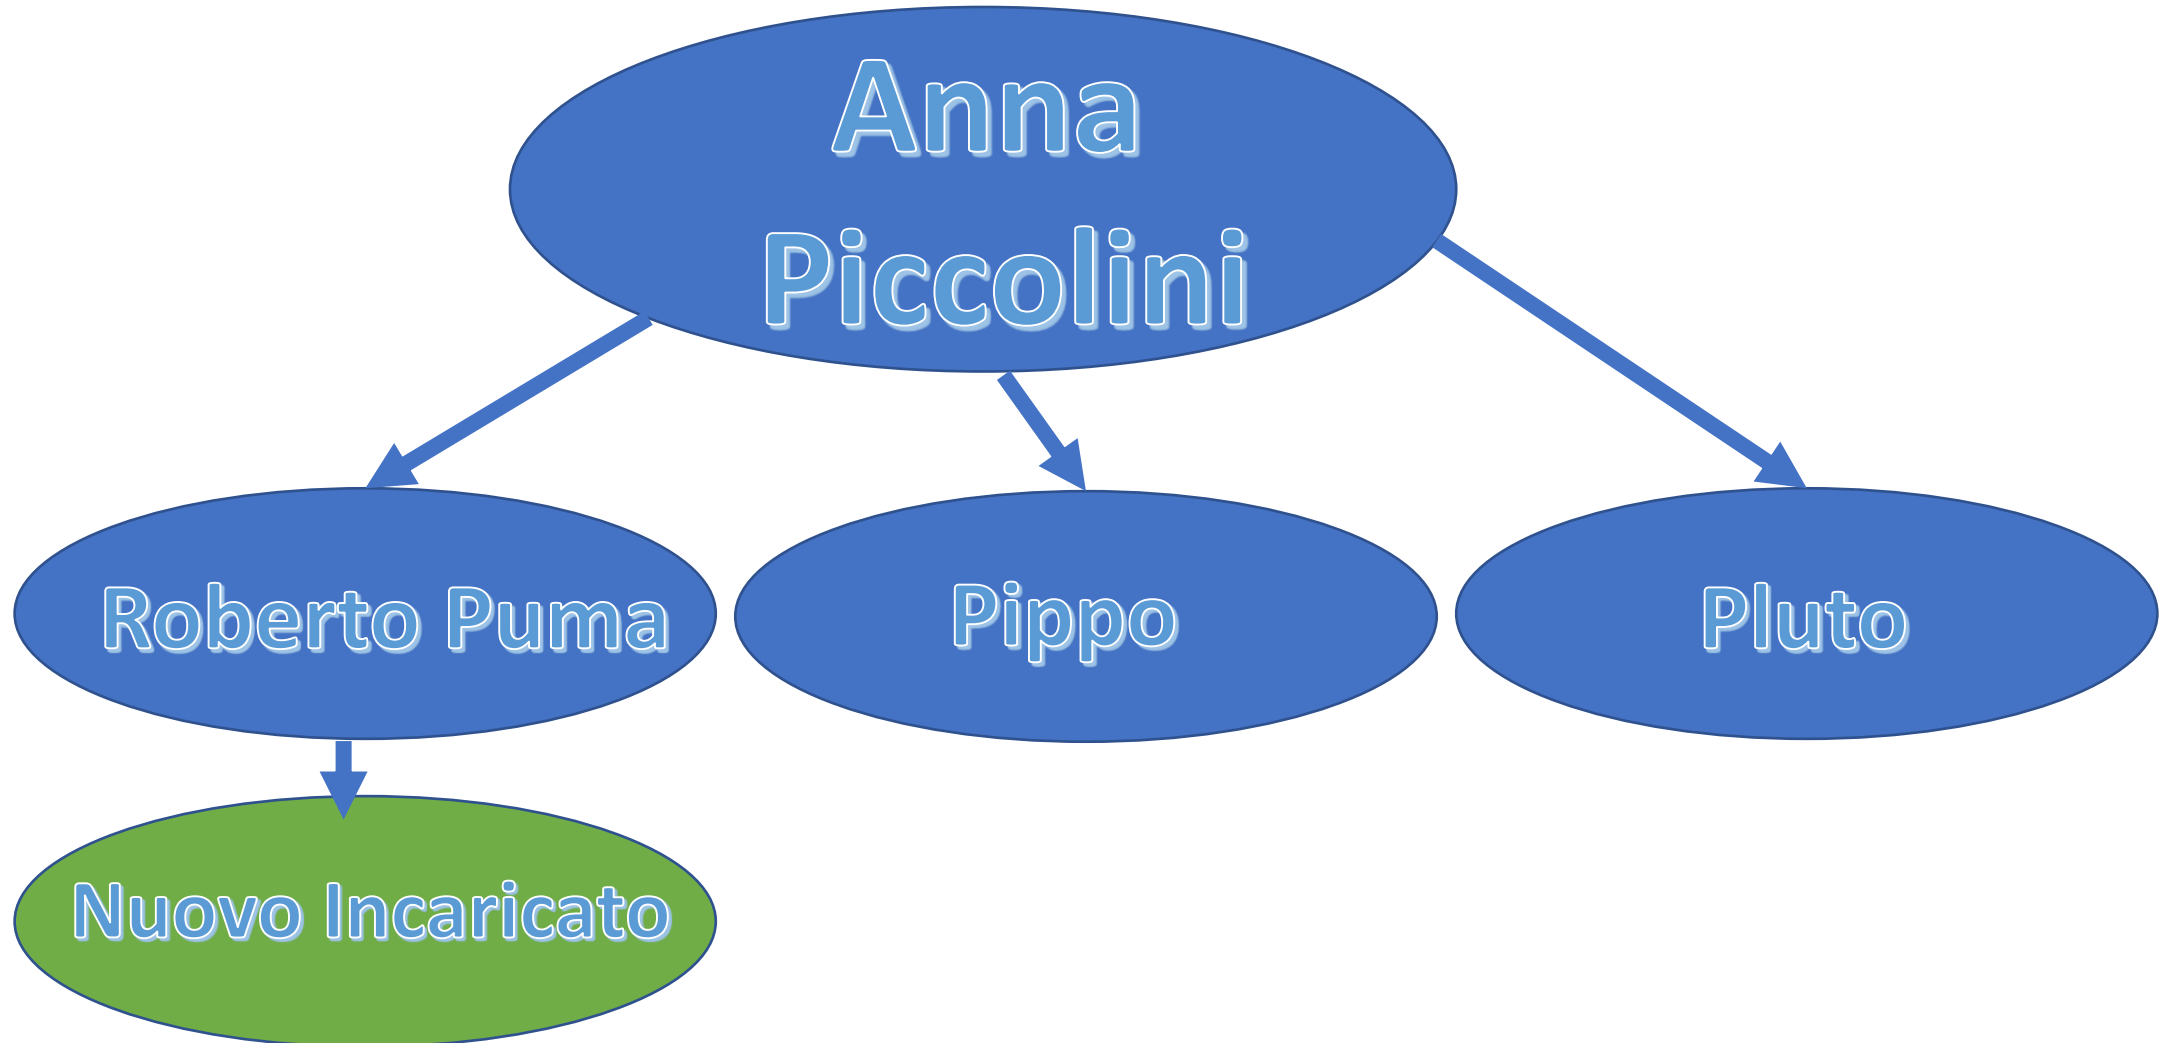 Anna
Piccolini
Roberto Puma
Pippo
Pluto
Nuovo Incaricato